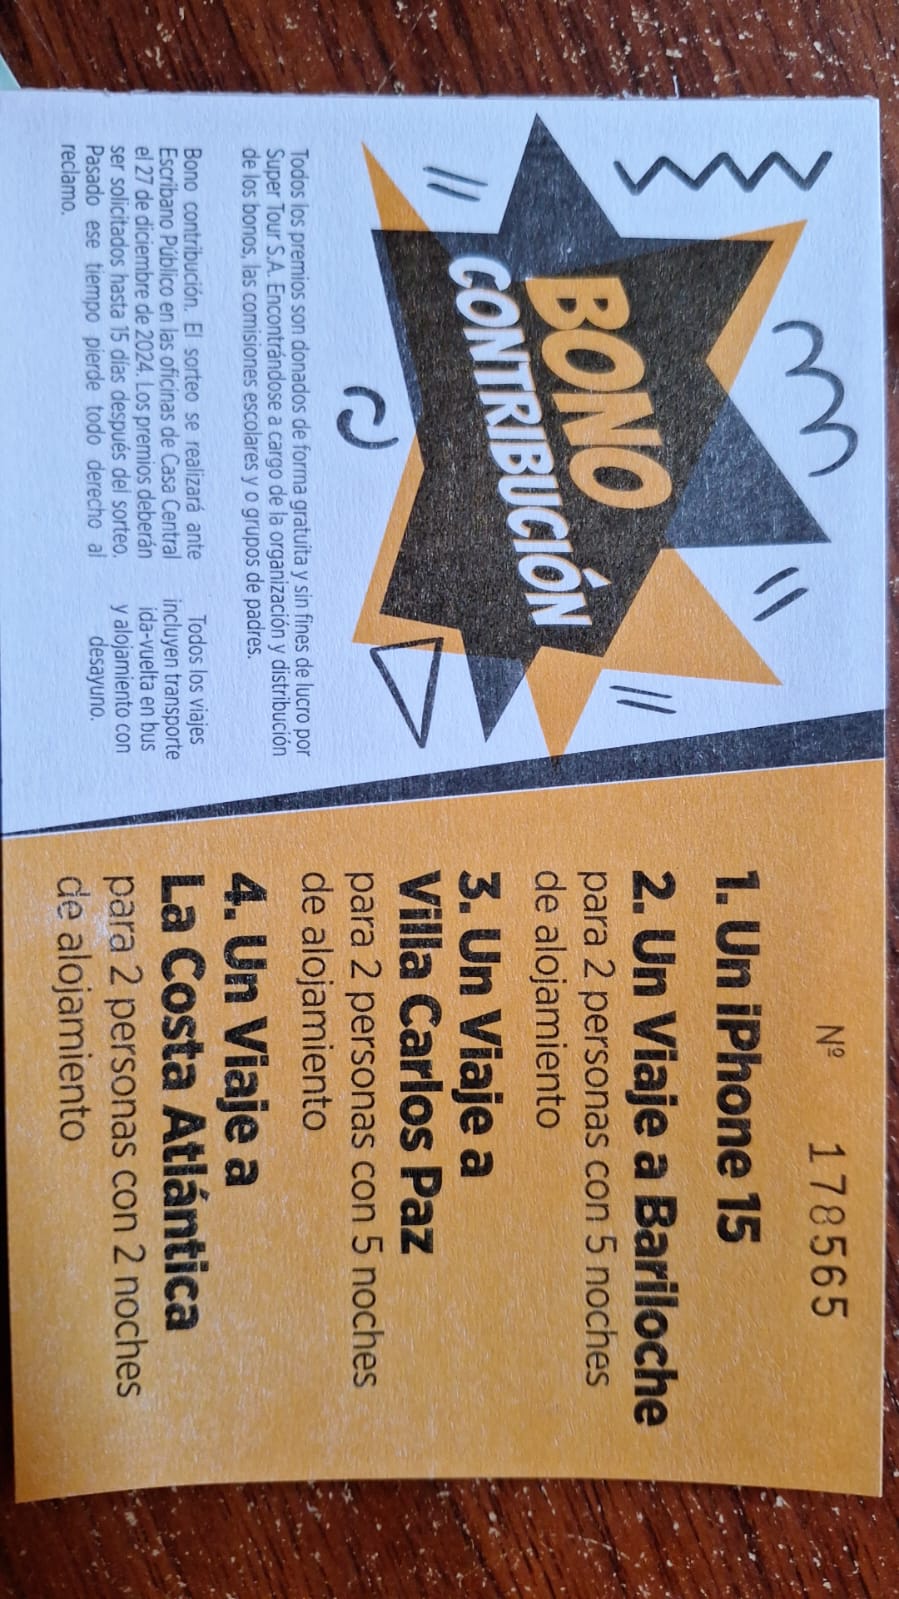 BONO
CONTRIBUCIÓN
Todos los premios son donados de forma gratuita y sin fines de lucro por
Super Tour S.A. Encontrándose a cargo de la organización y distribución
de los bonos, las comisiones escolares y o grupos de padres.
Bono contribución. El sorteo se realizará ante
Escribano Público en las oficinas de Casa Central
el 27 de diciembre de 2024. Los premios deberán
ser solicitados hasta 15 días después del sorteo.
Pasado ese tiempo pierde todo derecho al
reclamo.
Todos los viajes
incluyen transporte
ida-vuelta en bus
y alojamiento con
desayuno.
Nº 178565
1. Un iPhone 15
2. Un Viaje a Bariloche
para 2 personas con 5 noches
de alojamiento
3. Un Viaje a
Villa Carlos Paz
para 2 personas con 5 noches
de alojamiento
4. Un Viaje a
La Costa Atlántica
para 2 personas con 2 noches
de alojamiento